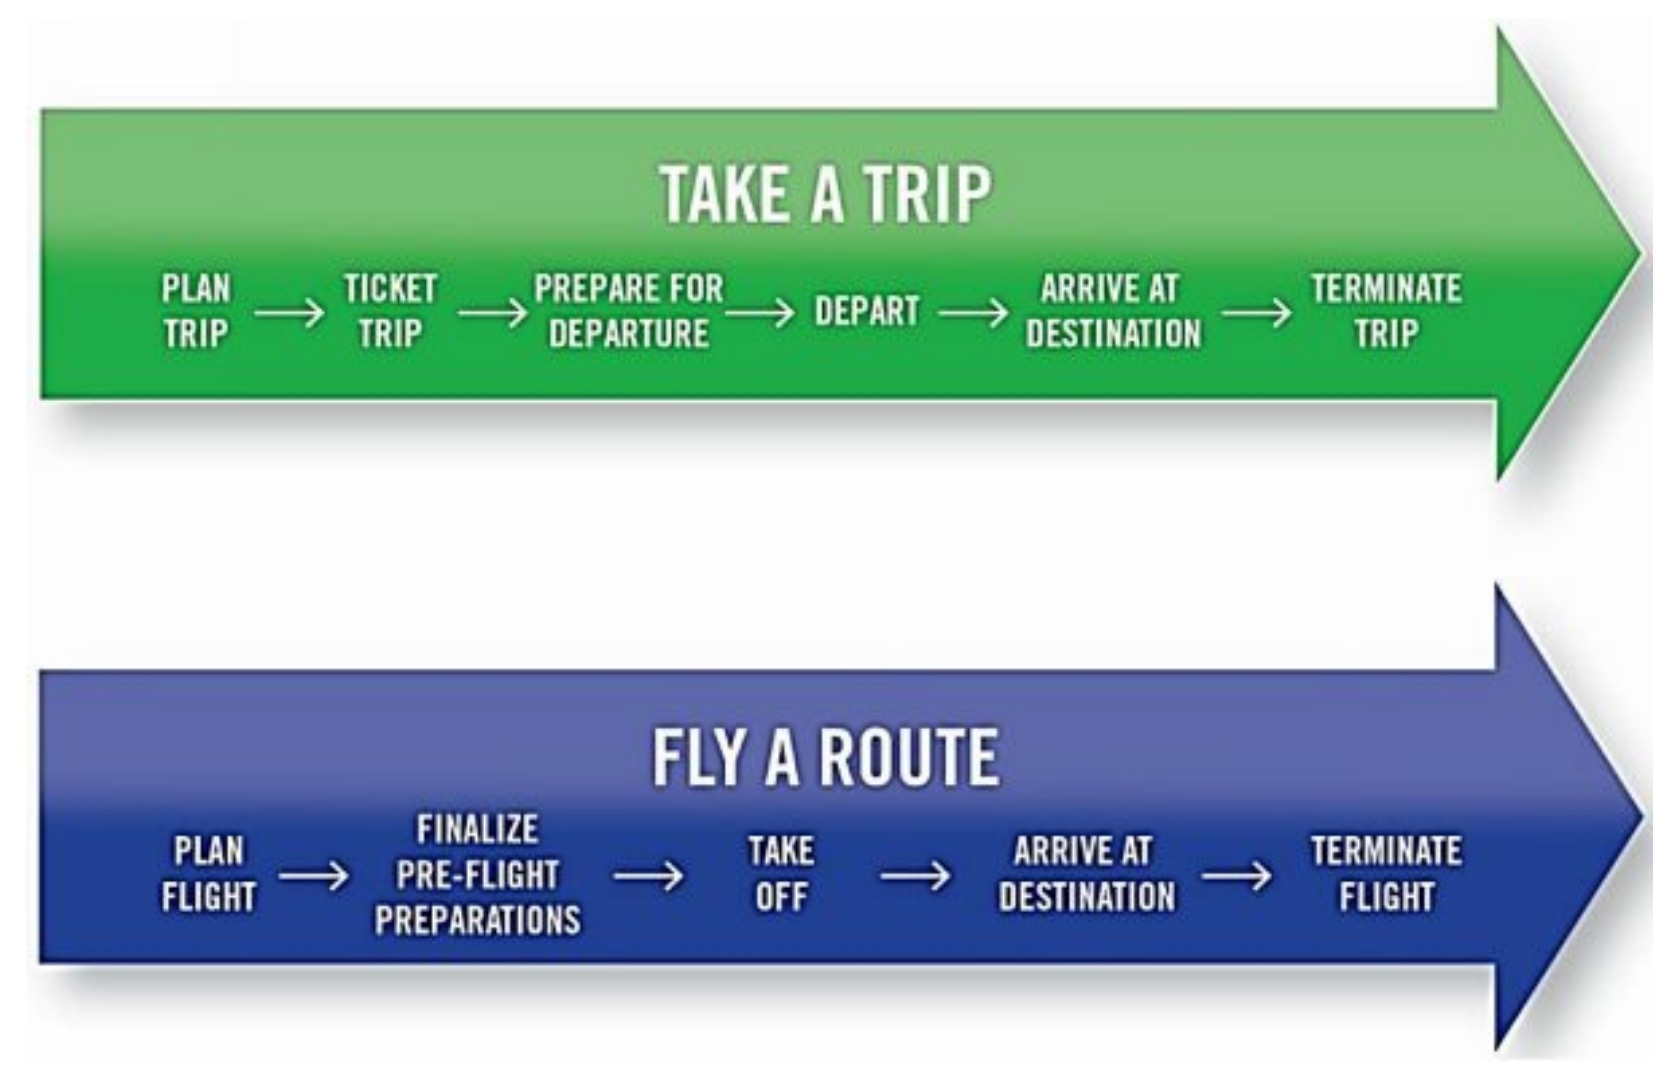 TAKE A TRIP
PLAN
TRIP
TICKET
TRIP
PREPARE FOR
DEPARTURE
DEPART
ARRIVE AT
DESTINATION
TERMINATE
TRIP
FLY A ROUTE
PLAN
FLIGHT
FINALIZE
PRE-FLIGHT
PREPARATIONS
TAKE
OFF
ARRIVE AT
DESTINATION
TERMINATE
FLIGHT